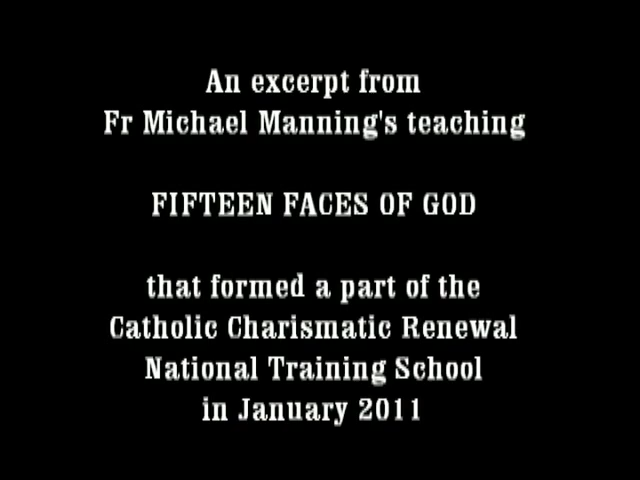 An excerpt from
Fr Michael Manning's teaching
FIFTEEN FACES OF GOD
that formed a part of the
Catholic Charismatic Renewal
National Training School
in January 2011